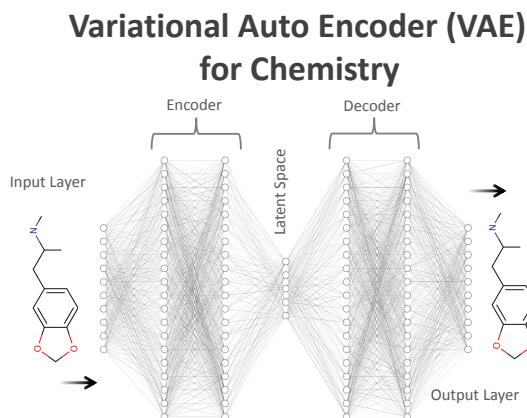 Variational Auto Encoder (VAE)
for Chemistry
Encoder
Decoder
Input Layer
Latent Space
N
O
O
N
O
O
Output Layer